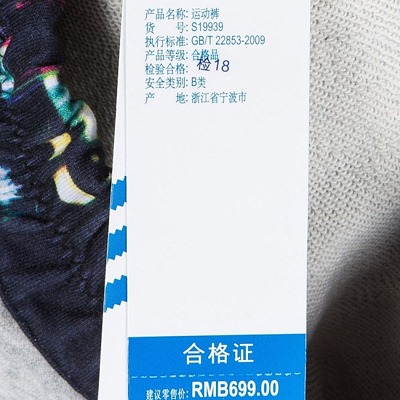 产品名称: 运动裤
货 号: S19939
执行标准: GB/T 22853-2009
产品等级: 合格品
检验合格: 检18
安全类别: B类
产 地: 浙江省宁波市
合格证
建议零售价: RMB699.00